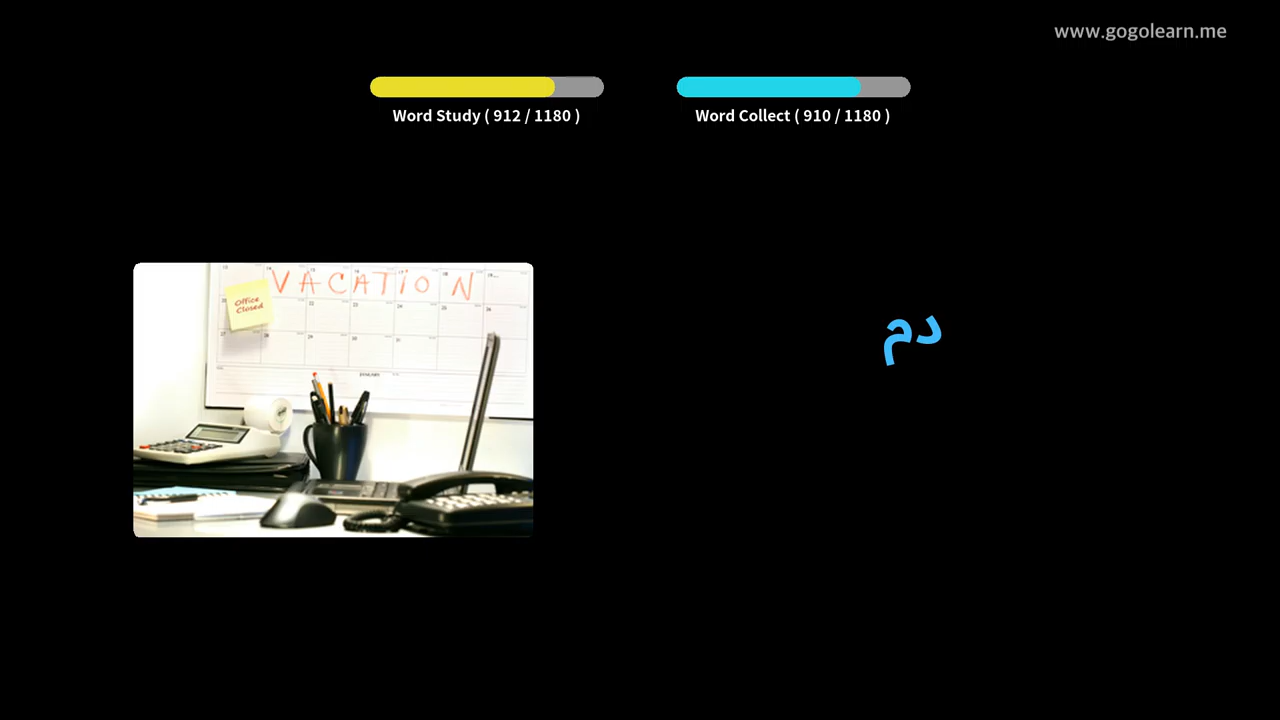 www.gogolearn.me
Word Study ( 912 / 1180 )
Word Collect ( 910 / 1180 )
VACATION
Office
Closed
دم